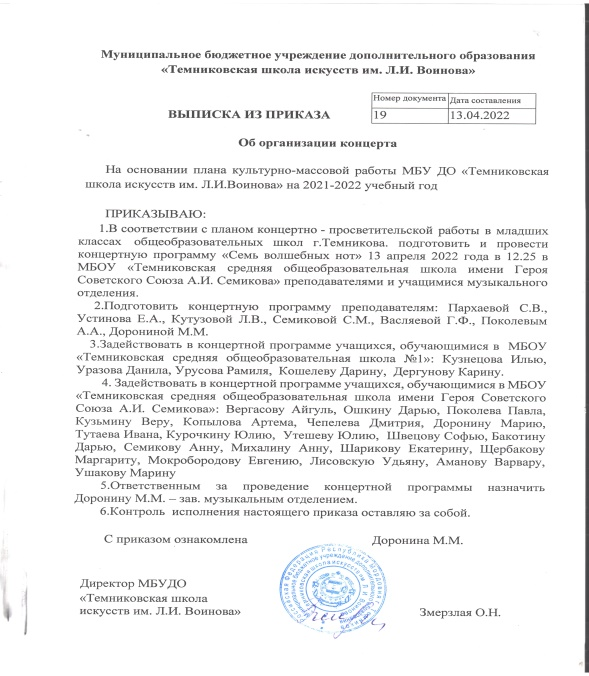 Муниципальное бюджетное учреждение дополнительного образования
«Темниковская школа искусств им. Л.И. Воинова»
Номер документа Дата составления
ВЫПИСКА ИЗ ПРИКАЗА 19 13.04.2022
Об организации концерта
На основании плана культурно-массовой работы МБУ ДО «Темниковская
школа искусств им. Л.И.Воинова» на 2021-2022 учебный год
ПРИКАЗЫВАЮ:
1.В соответствии с планом концертно - просветительской работы в младших
классах общеобразовательных школ г.Темникова. подготовить и провести
концертную программу «Семь волшебных нот» 13 апреля 2022 года в 12.25 в
МБОУ «Темниковская средняя общеобразовательная школа имени Героя
Советского Союза А.И. Семикова» преподавателями и учащимися музыкального
отделения.
2.Подготовить концертную программу преподавателям: Пархаевой С.В.,
Устинова Е.А., Кутузовой Л.В., Семиковой С.М., Васляевой Г.Ф., Поколевым
А.А., Дорониной М.М.
3.Задействовать в концертной программе учащихся, обучающимися в МБОУ
«Темниковская средняя общеобразовательная школа №1»: Кузнецова Илью,
Уразова Данила, Урусова Рамиля, Кошелеву Дарину, Дергунову Карину.
4. Задействовать в концертной программе учащихся, обучающимися в МБОУ
«Темниковская средняя общеобразовательная школа имени Героя Советского
Союза А.И. Семикова»: Вергасову Айгуль, Ошкину Дарью, Поколева Павла,
Кузьмину Веру, Копылова Артема, Чепелева Дмитрия, Доронину Марию,
Тутаева Ивана, Курочкину Юлию, Утешеву Юлию, Швецову Софью, Бакотину
Дарью, Семикову Анну, Михалину Анну, Шарикову Екатерину, Щербакову
Маргариту, Мокробородову Евгению, Лисовскую Ульяну, Аманову Варвару,
Ушакову Марину
5.Ответственным за проведение концертной программы назначить
Доронину М.М. – зав. музыкальным отделением.
6.Контроль исполнения настоящего приказа оставляю за собой.
С приказом ознакомлена Доронина М.М.
Директор МБУДО
«Темниковская школа
искусств им. Л.И. Воинова» Змерзлая О.Н.